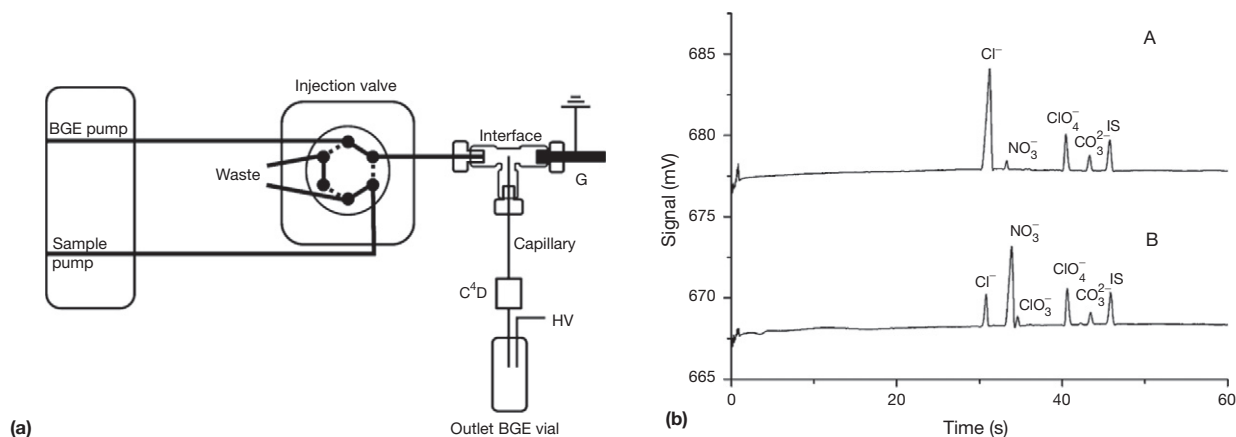 Injection valve
BGE pump
Interface
Waste
G
Sample
pump
Capillary
C⁴D
HV
Outlet BGE vial
(a)
685
680
675
670
665
Signal (mV)
A
Cl⁻
NO₃⁻
ClO₄⁻
CO₃²⁻
IS
B
Cl⁻
NO₃⁻
ClO₃⁻
ClO₄⁻
CO₃²⁻
IS
0 20 40 60
Time (s)
(b)